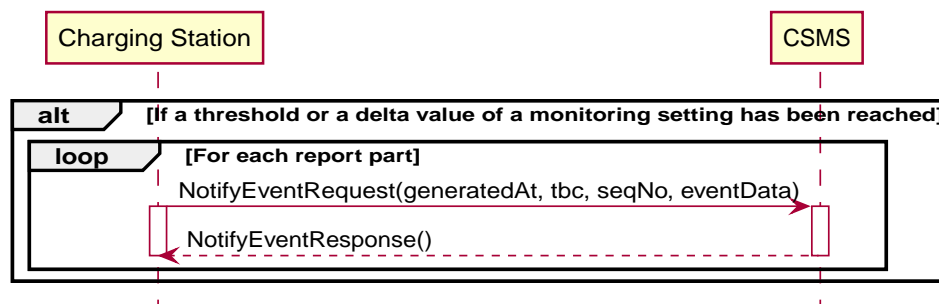 Charging Station
CSMS
alt
[If a threshold or a delta value of a monitoring setting has been reached]
loop
[For each report part]
NotifyEventRequest(generatedAt, tbc, seqNo, eventData)
NotifyEventResponse()